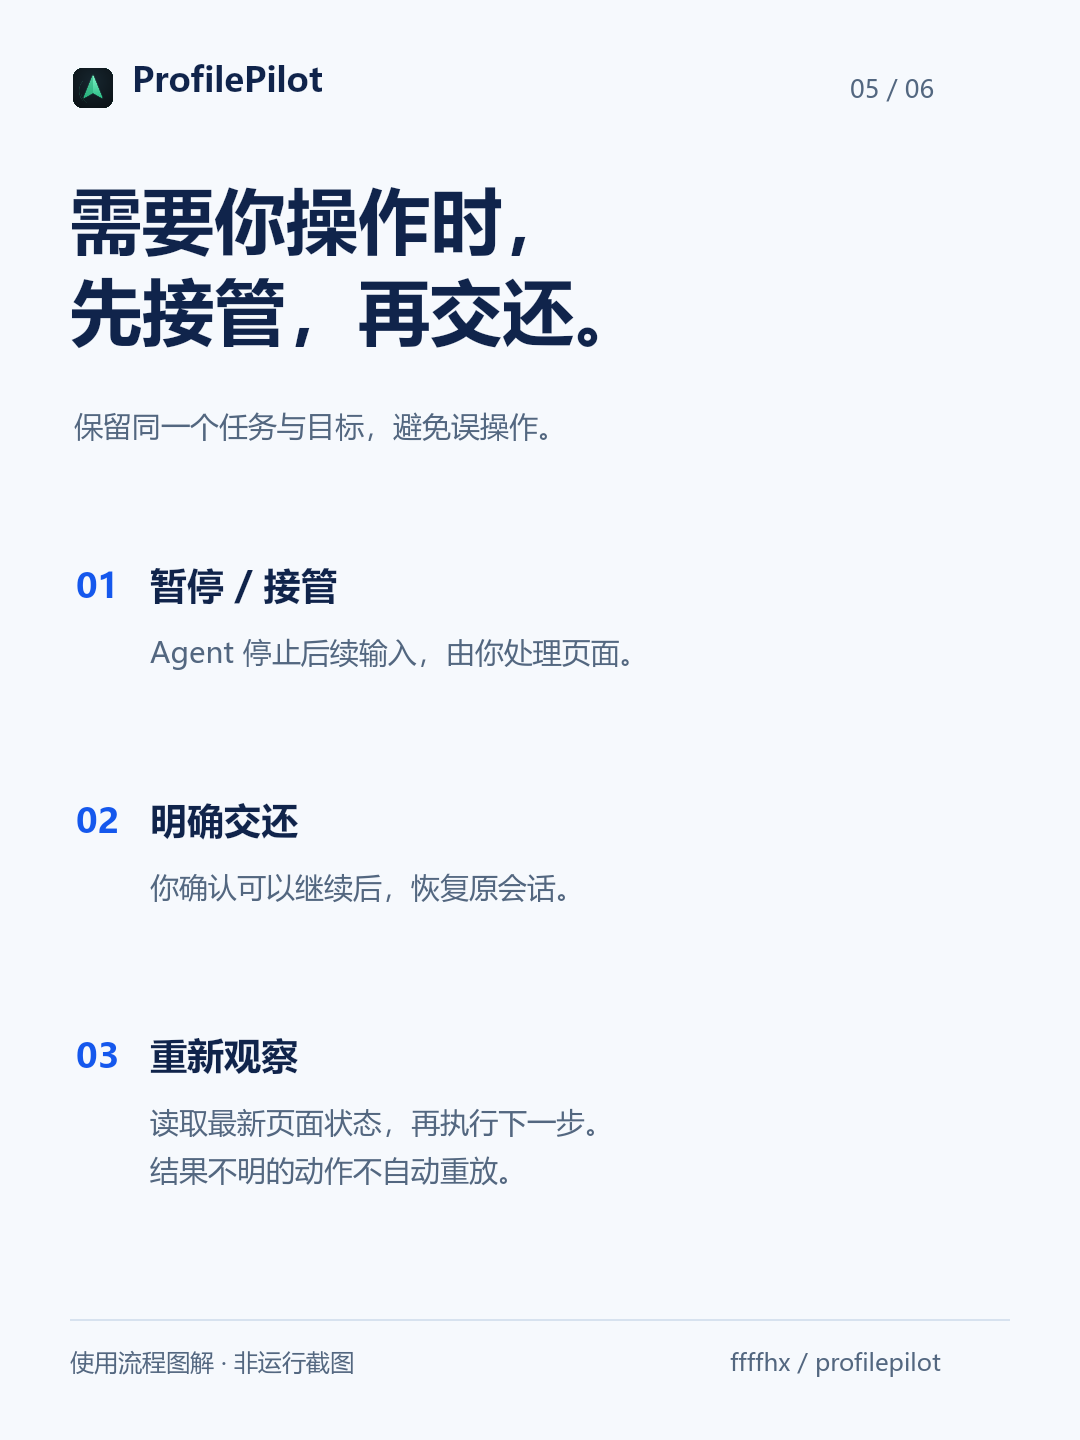 ProfilePilot
05 / 06
需要你操作时，
先接管，再交还。
保留同一个任务与目标，避免误操作。
01 暂停 / 接管
Agent 停止后续输入，由你处理页面。
02 明确交还
你确认可以继续后，恢复原会话。
03 重新观察
读取最新页面状态，再执行下一步。
结果不明的动作不自动重放。
使用流程图解 · 非运行截图
ffffhx / profilepilot